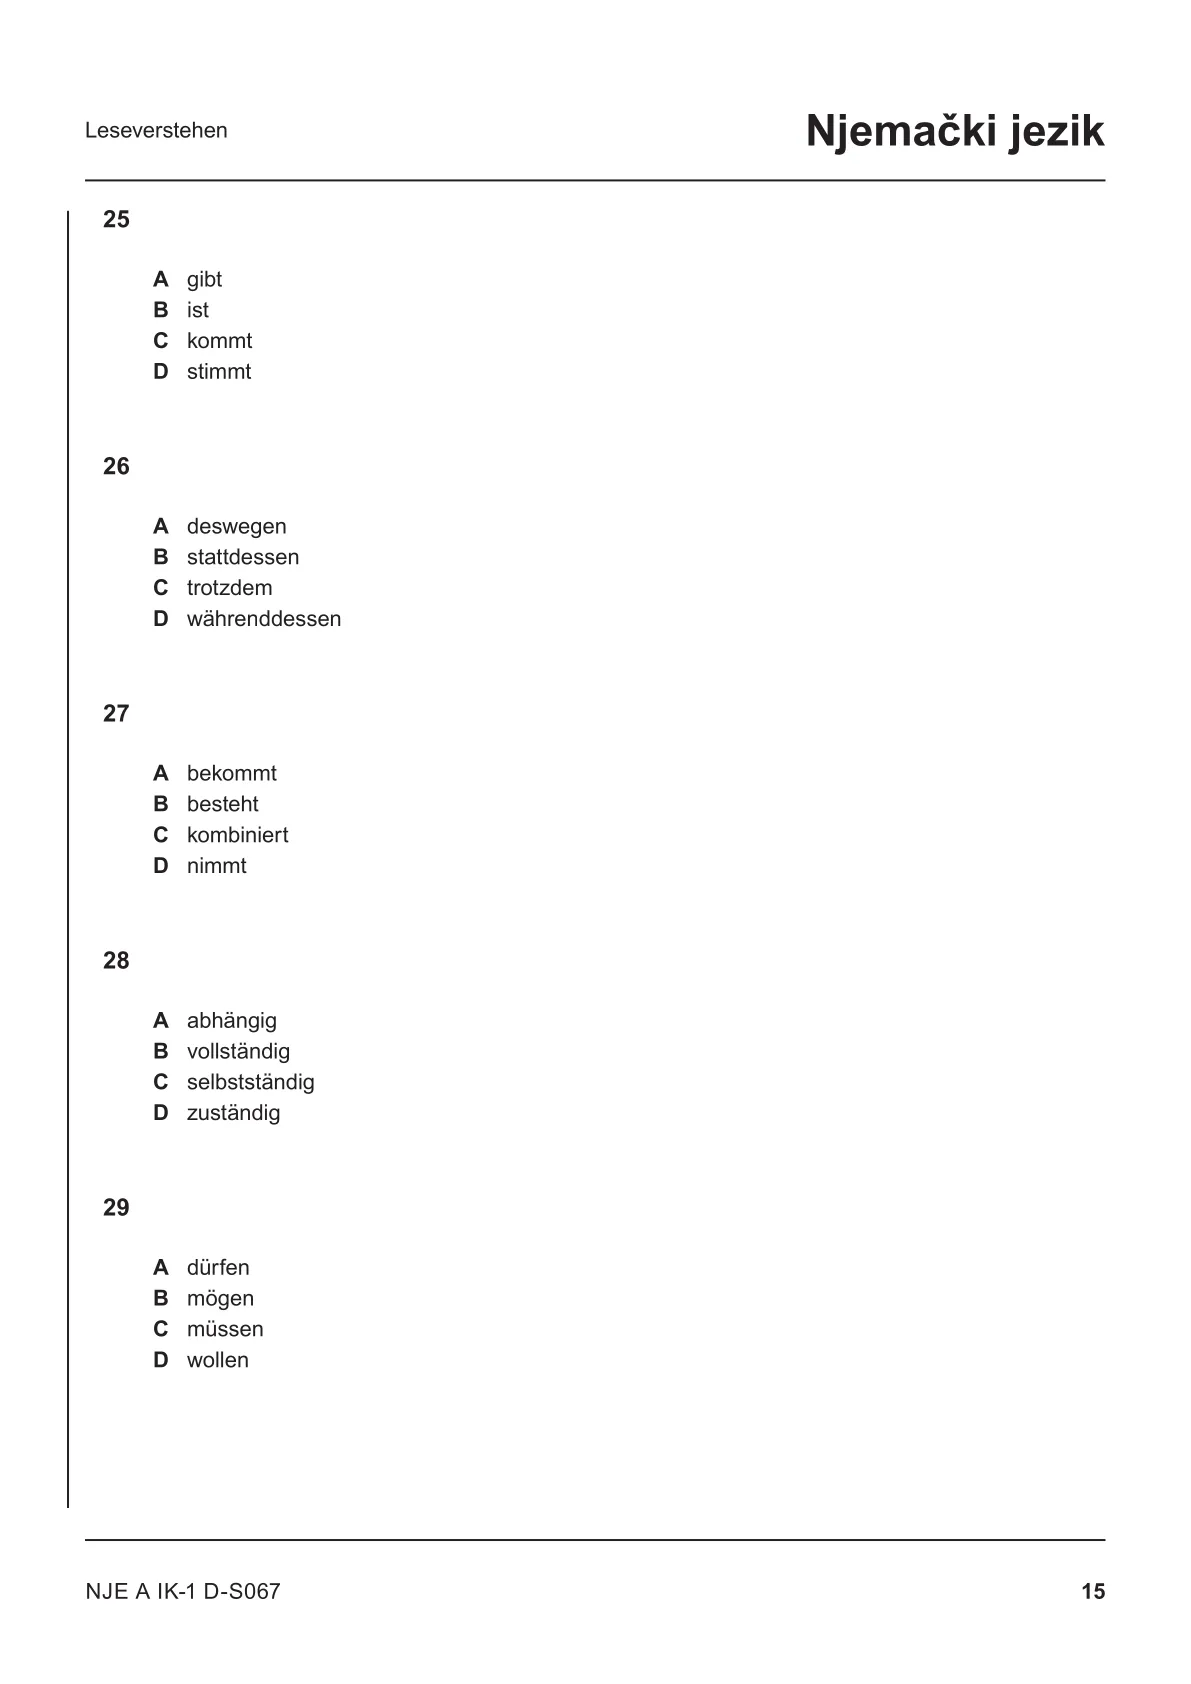 Leseverstehen
Njemački jezik
25
A gibt
B ist
C kommt
D stimmt
26
A deswegen
B stattdessen
C trotzdem
D währenddessen
27
A bekommt
B besteht
C kombiniert
D nimmt
28
A abhängig
B vollständig
C selbstständig
D zuständig
29
A dürfen
B mögen
C müssen
D wollen
NJE A IK-1 D-S067
15